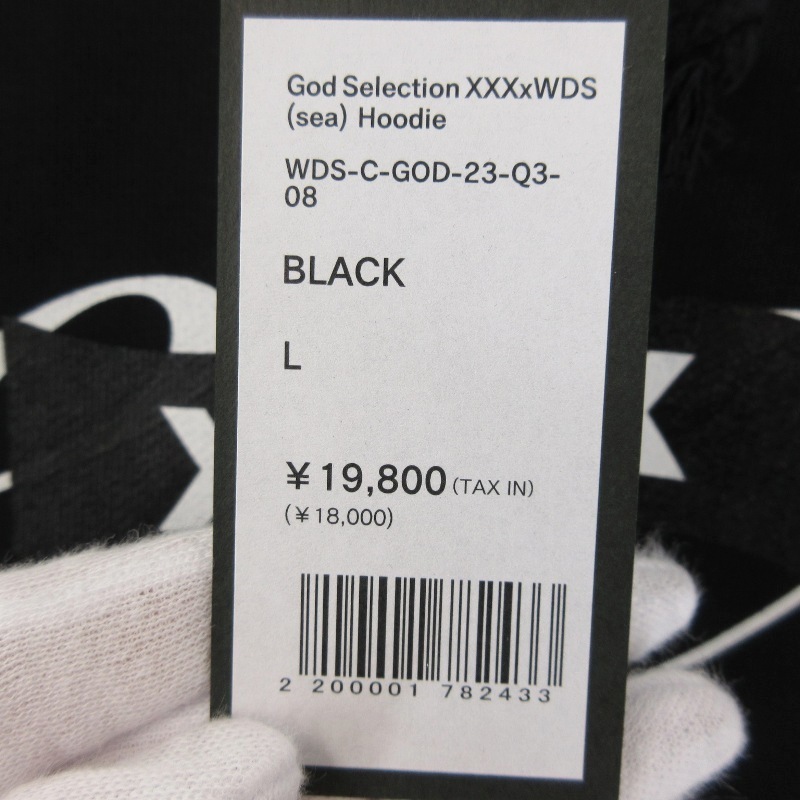 God Selection XXXxWDS
(sea) Hoodie
WDS-C-GOD-23-Q3-
08
BLACK
L
¥19,800 (TAX IN)
(¥18,000)
2 200001 782433